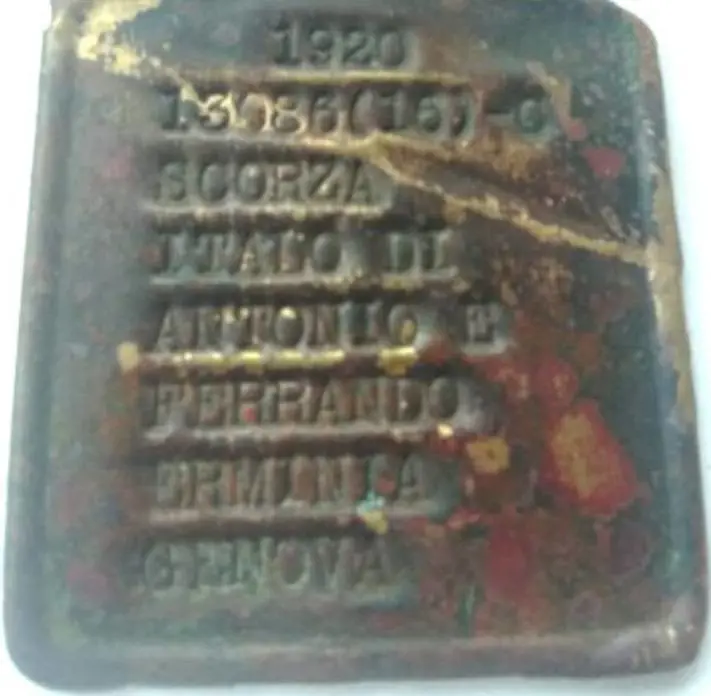 1920
SCORZA
ITALO DI
ANTONIO E
FERRANDO
ERMINIA
GENOVA